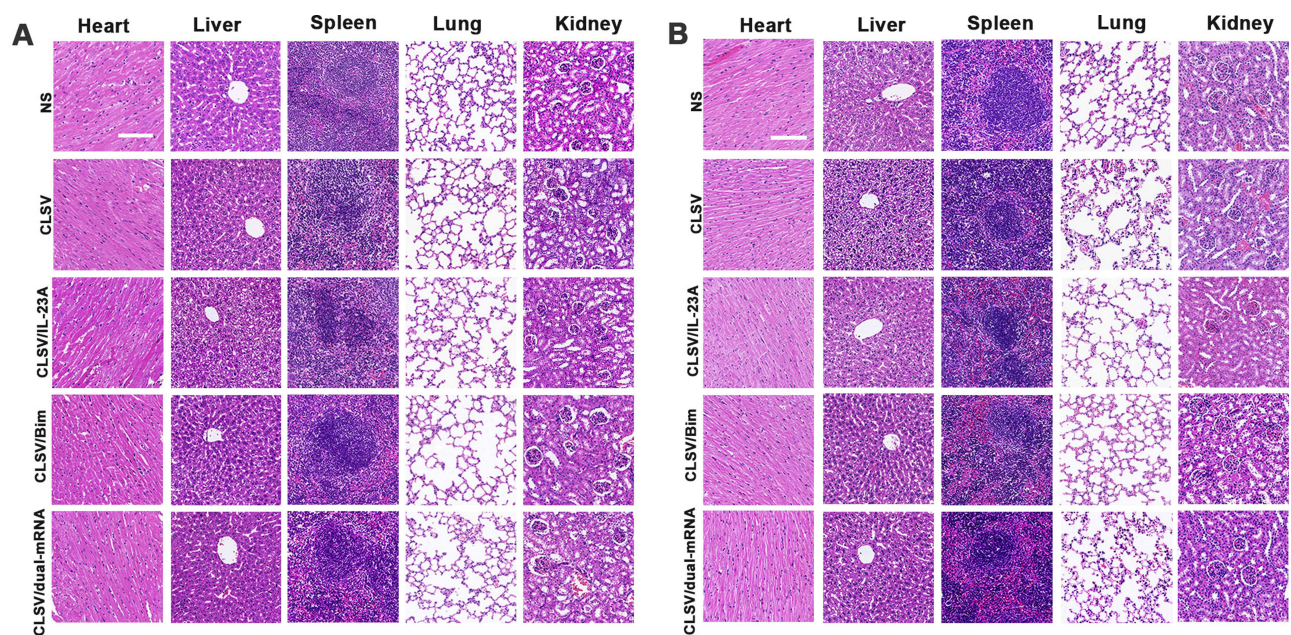 A
Heart Liver Spleen Lung Kidney
NS
CLSV
CLSV/IL-23A
CLSV/Bim
CLSV/dual-mRNA
B
Heart Liver Spleen Lung Kidney
NS
CLSV
CLSV/IL-23A
CLSV/Bim
CLSV/dual-mRNA